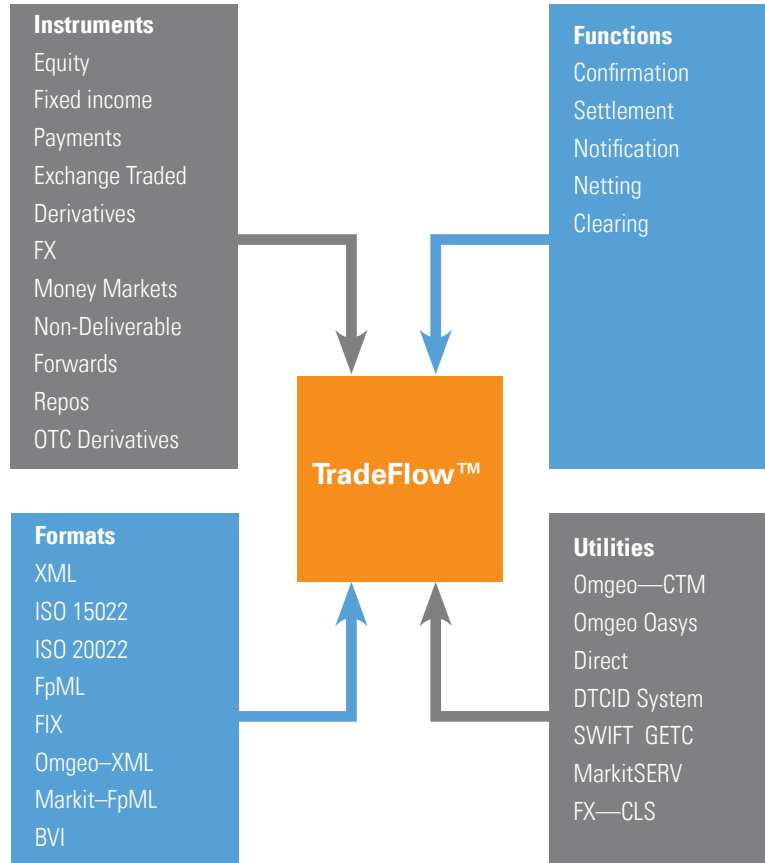 Instruments
Equity
Fixed income
Payments
Exchange Traded
Derivatives
FX
Money Markets
Non-Deliverable
Forwards
Repos
OTC Derivatives
Functions
Confirmation
Settlement
Notification
Netting
Clearing
TradeFlow™
Formats
XML
ISO 15022
ISO 20022
FpML
FIX
Omgeo–XML
Markit–FpML
BVI
Utilities
Omgeo—CTM
Omgeo Oasys
Direct
DTCID System
SWIFT GETC
MarkitSERV
FX—CLS